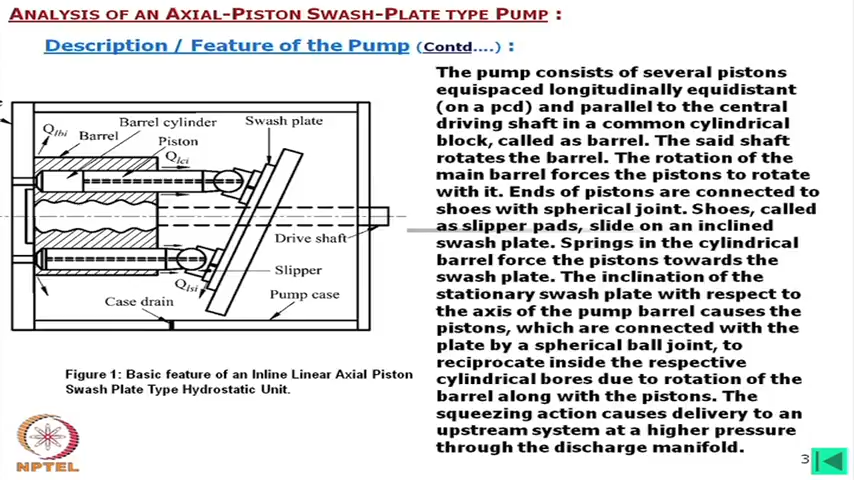 ANALYSIS OF AN AXIAL-PISTON SWASH-PLATE TYPE PUMP :
Description / Feature of the Pump (Contd....) :
Barrel cylinder
Swash plate
Q_lbi
Barrel
Piston
Q_lci
Drive shaft
Slipper
Q_lsi
Case drain
Pump case
Figure 1: Basic feature of an Inline Linear Axial Piston
Swash Plate Type Hydrostatic Unit.
The pump consists of several pistons
equispaced longitudinally equidistant
(on a pcd) and parallel to the central
driving shaft in a common cylindrical
block, called as barrel. The said shaft
rotates the barrel. The rotation of the
main barrel forces the pistons to rotate
with it. Ends of pistons are connected to
shoes with spherical joint. Shoes, called
as slipper pads, slide on an inclined
swash plate. Springs in the cylindrical
barrel force the pistons towards the
swash plate. The inclination of the
stationary swash plate with respect to
the axis of the pump barrel causes the
pistons, which are connected with the
plate by a spherical ball joint, to
reciprocate inside the respective
cylindrical bores due to rotation of the
barrel along with the pistons. The
squeezing action causes delivery to an
upstream system at a higher pressure
through the discharge manifold.
NPTEL
3